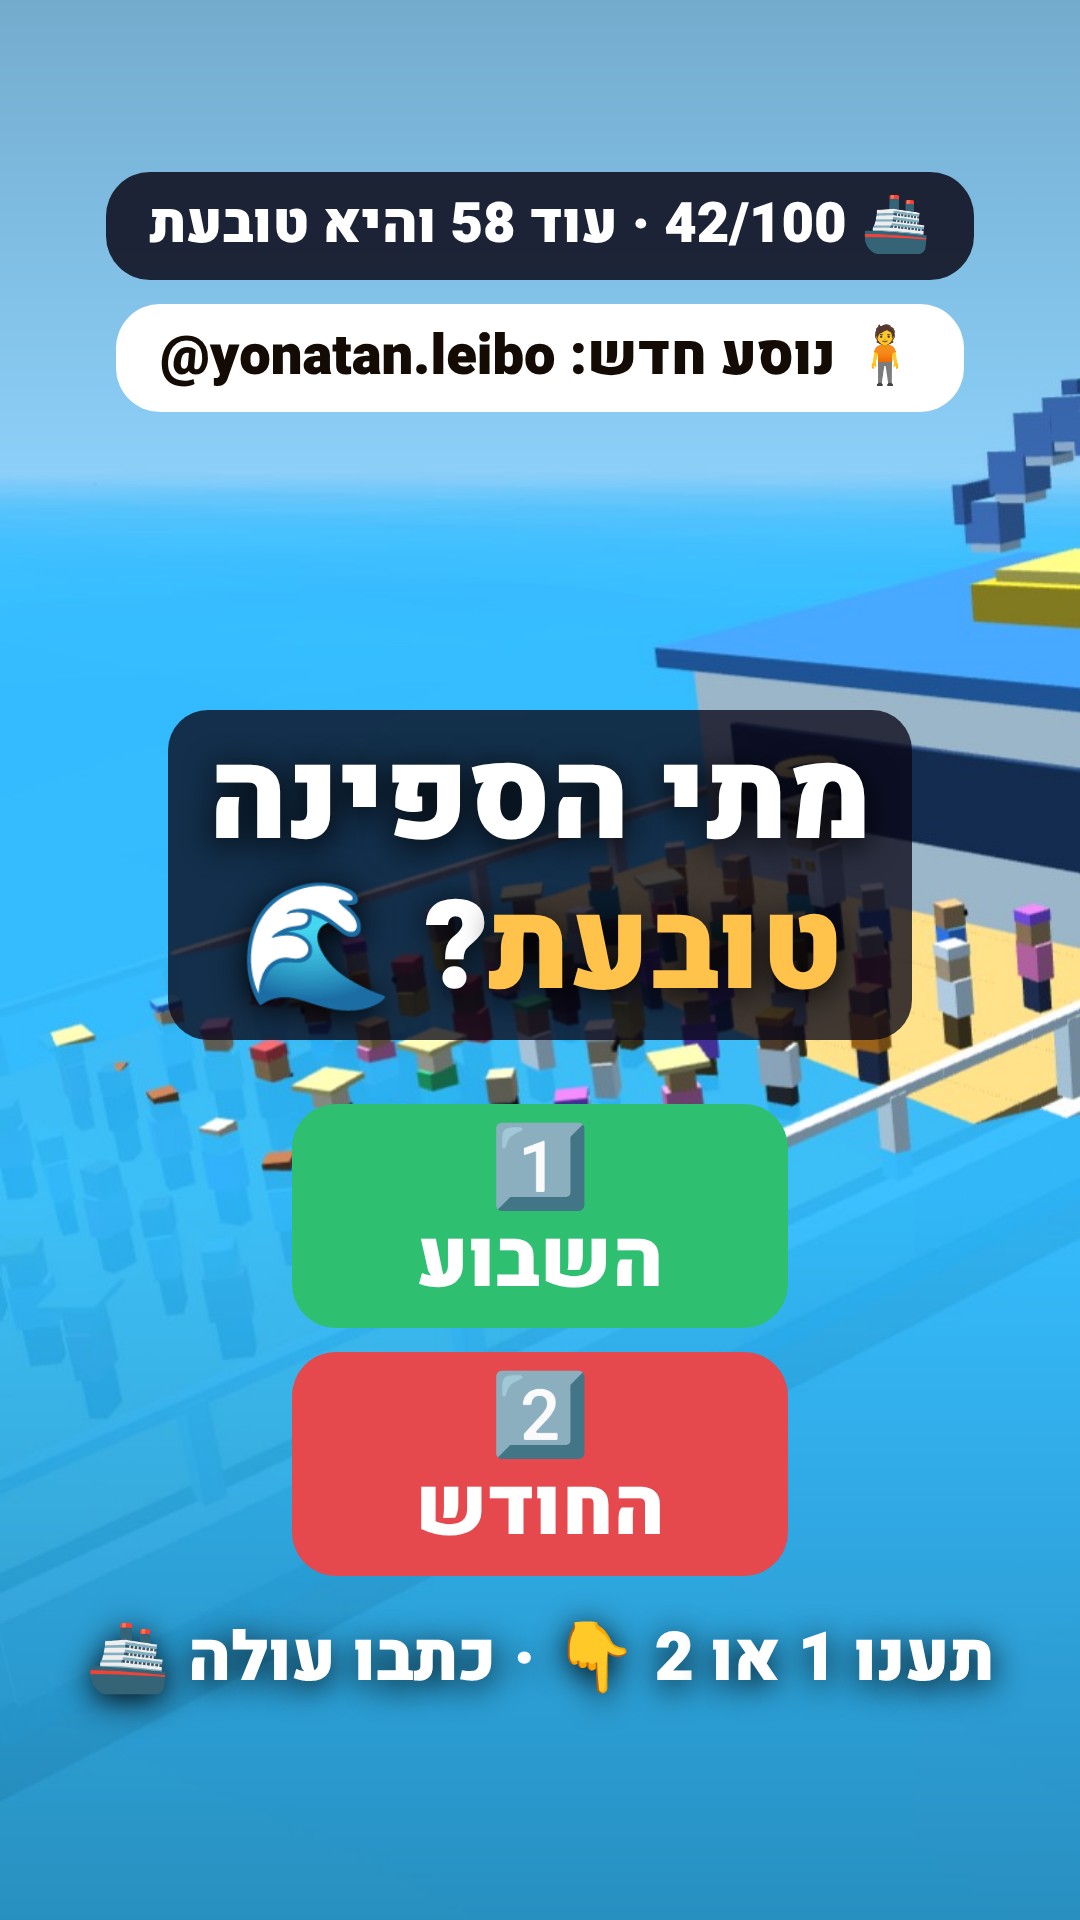 🚢 42/100 · עוד 58 והיא טובעת
🧍 נוסע חדש: @yonatan.leibo
מתי הספינה
טובעת? 🌊
1️⃣
השבוע
2️⃣
החודש
תענו 1 או 2 👇 · כתבו עולה 🚢